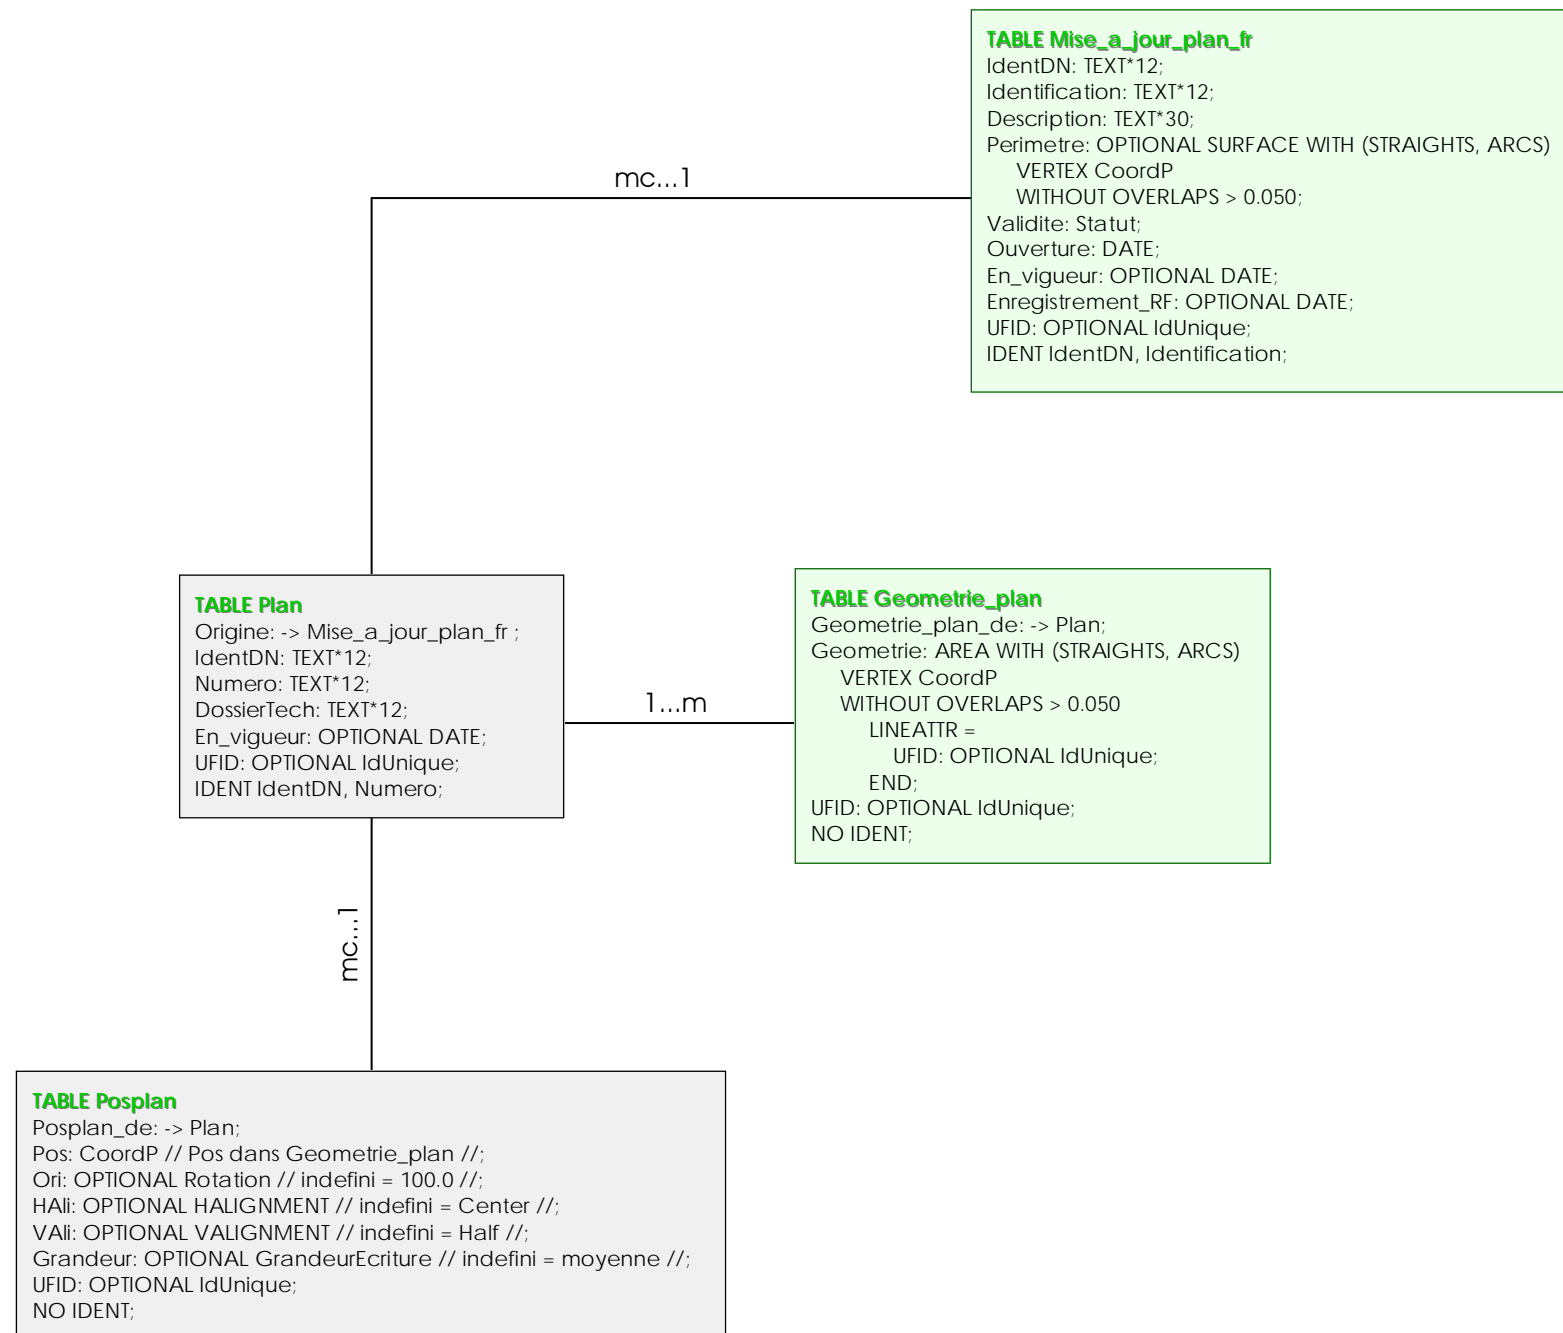 TABLE Mise_a_jour_plan_fr
IdentDN: TEXT*12;
Identification: TEXT*12;
Description: TEXT*30;
Perimetre: OPTIONAL SURFACE WITH (STRAIGHTS, ARCS)
VERTEX CoordP
WITHOUT OVERLAPS > 0.050;
Validite: Statut;
Ouverture: DATE;
En_vigueur: OPTIONAL DATE;
Enregistrement_RF: OPTIONAL DATE;
UFID: OPTIONAL IdUnique;
IDENT IdentDN, Identification;
mc...1
TABLE Plan
Origine: -> Mise_a_jour_plan_fr ;
IdentDN: TEXT*12;
Numero: TEXT*12;
DossierTech: TEXT*12;
En_vigueur: OPTIONAL DATE;
UFID: OPTIONAL IdUnique;
IDENT IdentDN, Numero;
1...m
TABLE Geometrie_plan
Geometrie_plan_de: -> Plan;
Geometrie: AREA WITH (STRAIGHTS, ARCS)
VERTEX CoordP
WITHOUT OVERLAPS > 0.050
LINEATTR =
UFID: OPTIONAL IdUnique;
END;
UFID: OPTIONAL IdUnique;
NO IDENT;
mc...1
TABLE Posplan
Posplan_de: -> Plan;
Pos: CoordP // Pos dans Geometrie_plan //;
Ori: OPTIONAL Rotation // indefini = 100.0 //;
HAli: OPTIONAL HALIGNMENT // indefini = Center //;
VAli: OPTIONAL VALIGNMENT // indefini = Half //;
Grandeur: OPTIONAL GrandeurEcriture // indefini = moyenne //;
UFID: OPTIONAL IdUnique;
NO IDENT;